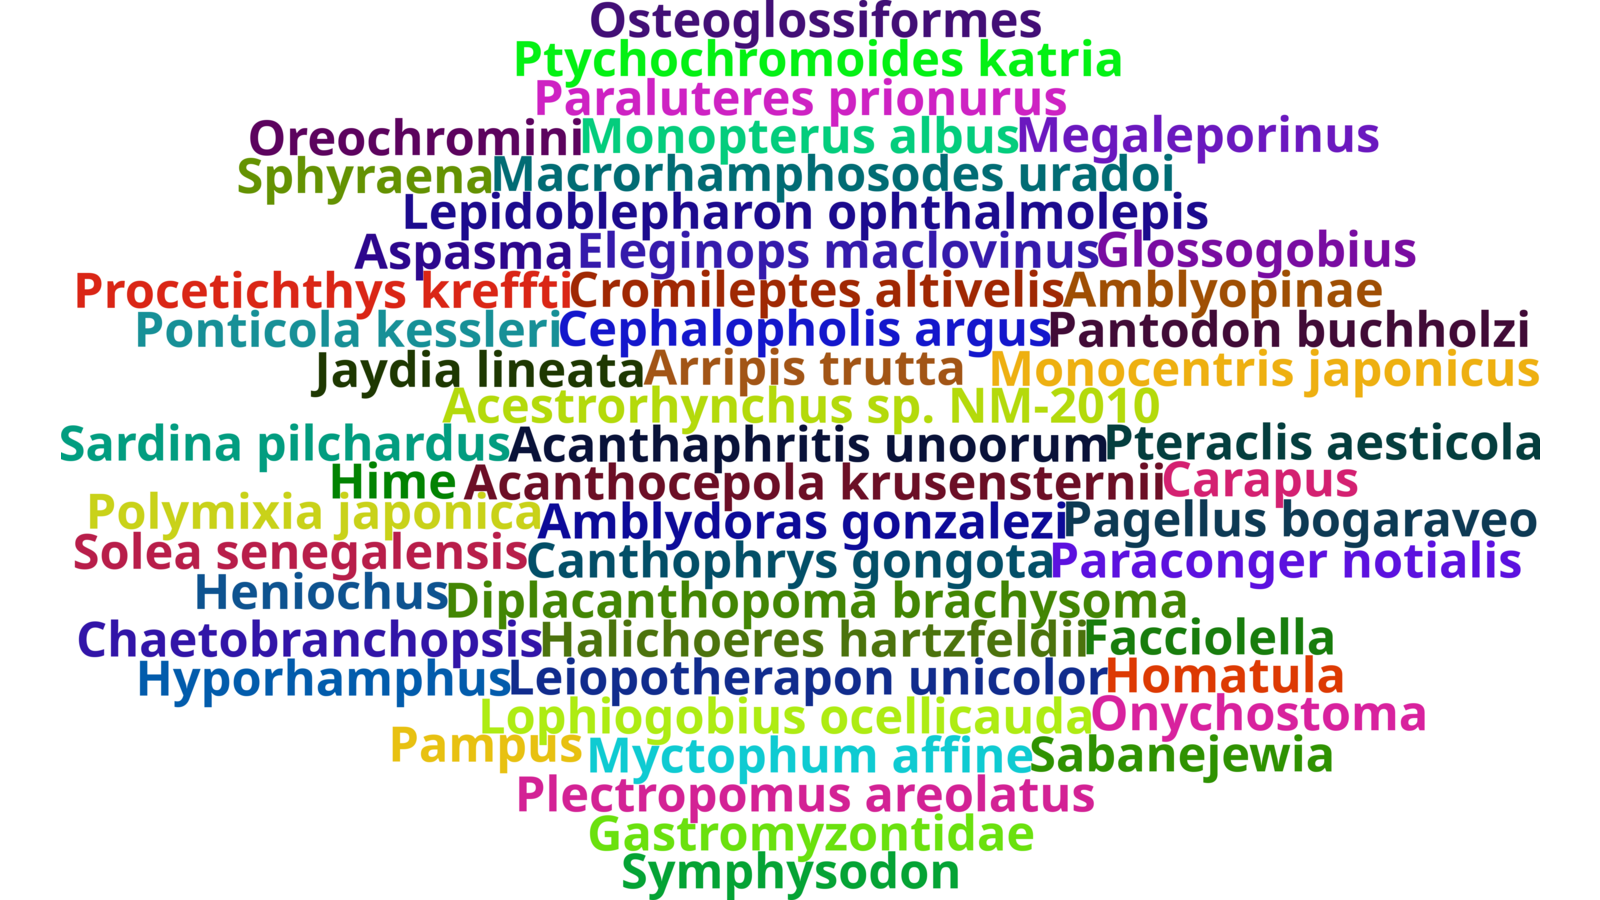 Osteoglossiformes
Ptychochromoides katria
Paraluteres prionurus
Oreochromini Monopterus albus Megaleporinus
Sphyraena Macrorhamphosodes uradoi
Lepidoblepharon ophthalmolepis
Aspasma Eleginops maclovinus Glossogobius
Procetichthys kreffti Cromileptes altivelis Amblyopinae
Ponticola kessleri Cephalopholis argus Pantodon buchholzi
Jaydia lineata Arripis trutta Monocentris japonicus
Acestrorhynchus sp. NM-2010
Sardina pilchardus Acanthaphritis unoorum Pteraclis aesticola
Hime Acanthocepola krusensternii Carapus
Polymixia japonica Amblydoras gonzalezi Pagellus bogaraveo
Solea senegalensis Canthophrys gongota Paraconger notialis
Heniochus Diplacanthopoma brachysoma
Chaetobranchopsis Halichoeres hartzfeldii Facciolella
Hyporhamphus Leiopotherapon unicolor Homatula
Lophiogobius ocellicauda Onychostoma
Pampus Myctophum affine Sabanejewia
Plectropomus areolatus
Gastromyzontidae
Symphysodon